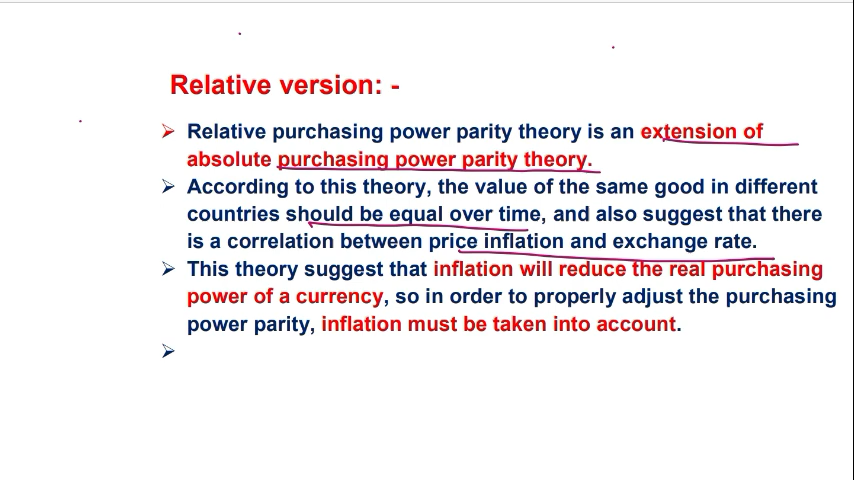 Relative version: -
➢ Relative purchasing power parity theory is an extension of
absolute purchasing power parity theory.
➢ According to this theory, the value of the same good in different
countries should be equal over time, and also suggest that there
is a correlation between price inflation and exchange rate.
➢ This theory suggest that inflation will reduce the real purchasing
power of a currency, so in order to properly adjust the purchasing
power parity, inflation must be taken into account.
➢